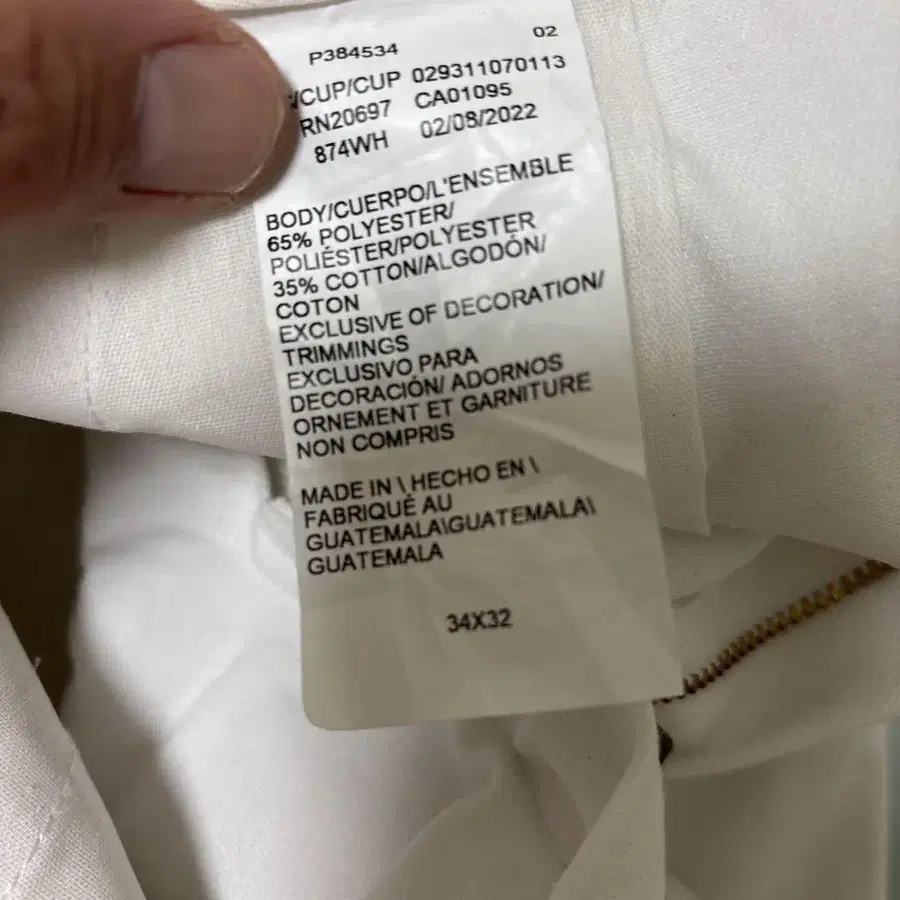 P384534 02
/CUP/CUP 029311070113
RN20697 CA01095
874WH 02/08/2022
BODY/CUERPO/L'ENSEMBLE
65% POLYESTER/
POLIÉSTER/POLYESTER
35% COTTON/ALGODÓN/
COTON
EXCLUSIVE OF DECORATION/
TRIMMINGS
EXCLUSIVO PARA
DECORACIÓN/ ADORNOS
ORNEMENT ET GARNITURE
NON COMPRIS
MADE IN \ HECHO EN \
FABRIQUÉ AU
GUATEMALA\GUATEMALA\
GUATEMALA
34X32